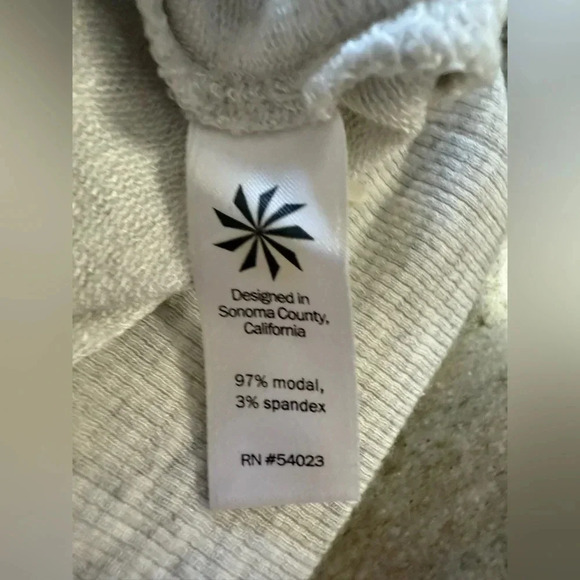 Designed in
Sonoma County,
California
97% modal,
3% spandex
RN #54023